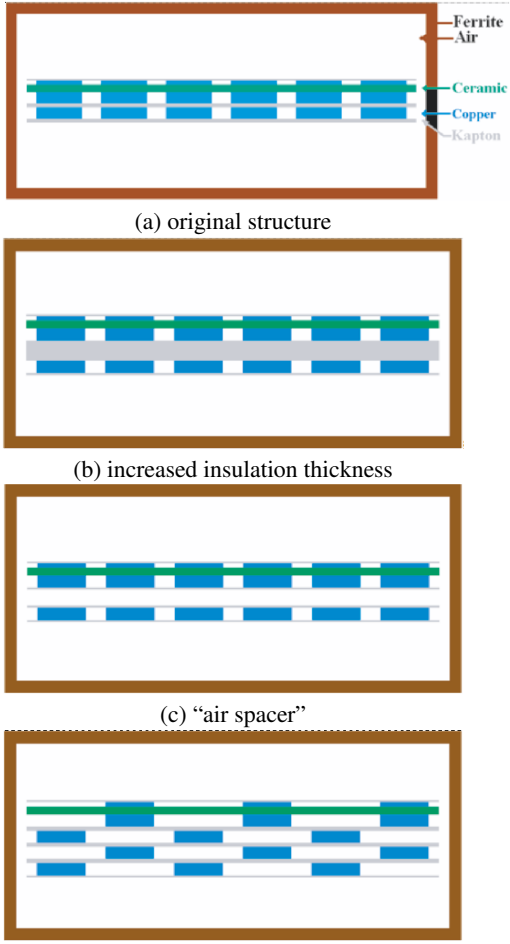 Ferrite
Air
Ceramic
Copper
Kapton
(a) original structure
(b) increased insulation thickness
(c) “air spacer”